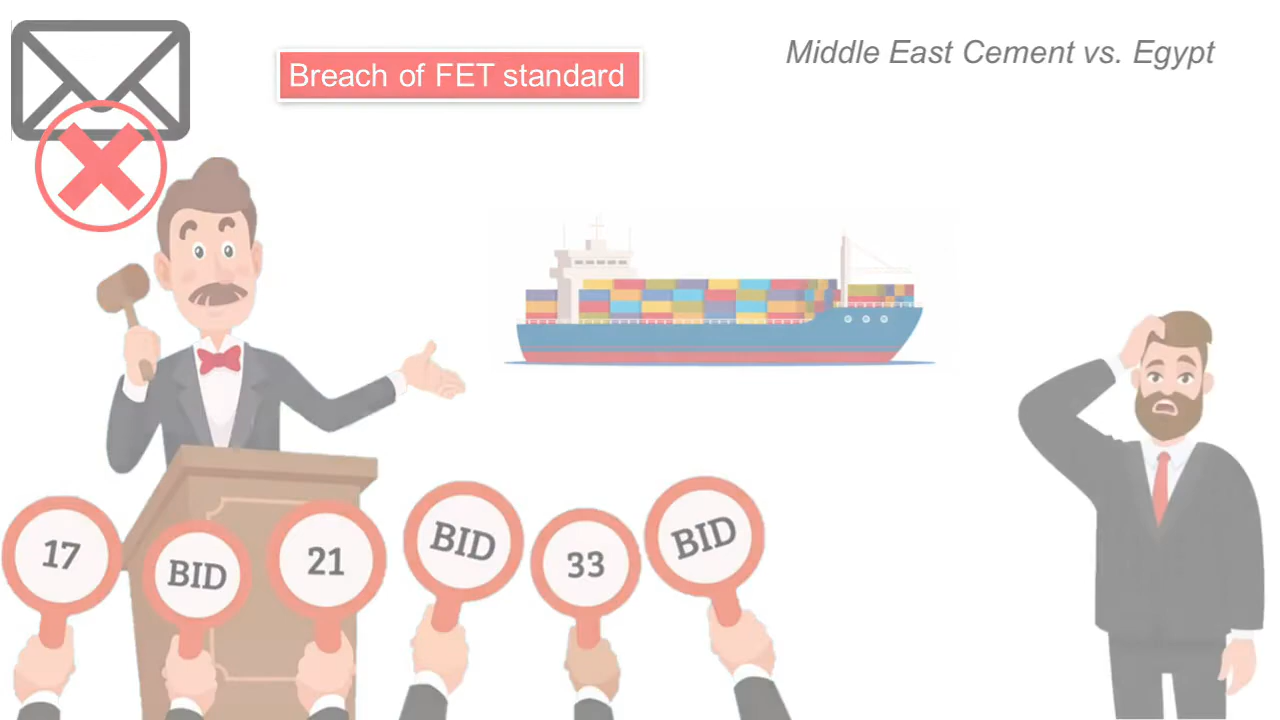 Middle East Cement vs. Egypt
Breach of FET standard
17
BID
21
BID
33
BID